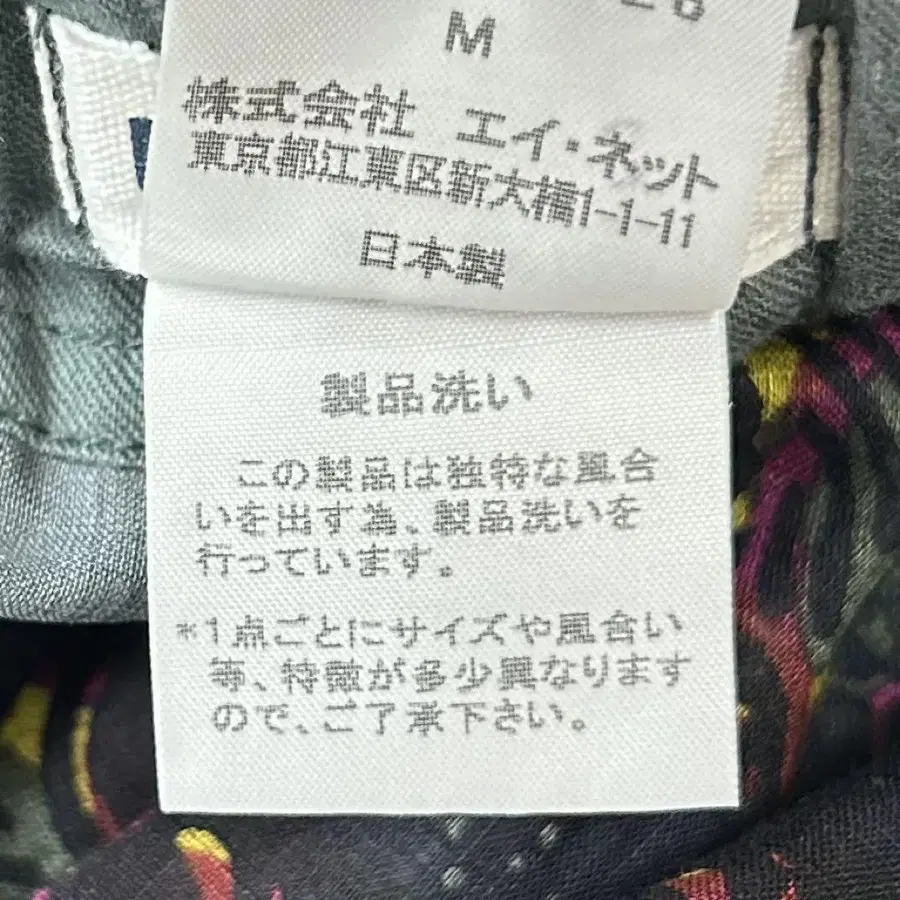 M
株式会社 エイ・ネット
東京都江東区新大橋1-1-11
日本製
製品洗い
この製品は独特な風合
いを出す為、製品洗いを
行っています。
*1点ごとにサイズや風合い
等、特徴が多少異なります
ので、ご了承下さい。